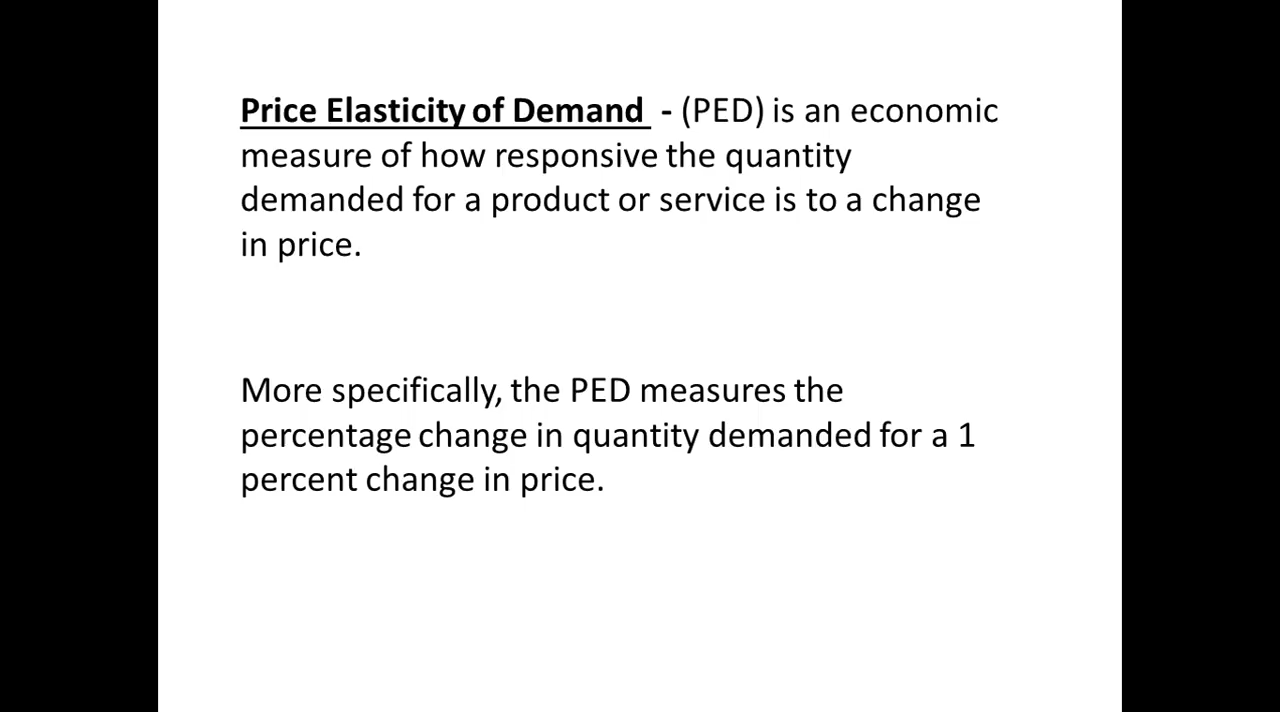 Price Elasticity of Demand - (PED) is an economic
measure of how responsive the quantity
demanded for a product or service is to a change
in price.
More specifically, the PED measures the
percentage change in quantity demanded for a 1
percent change in price.